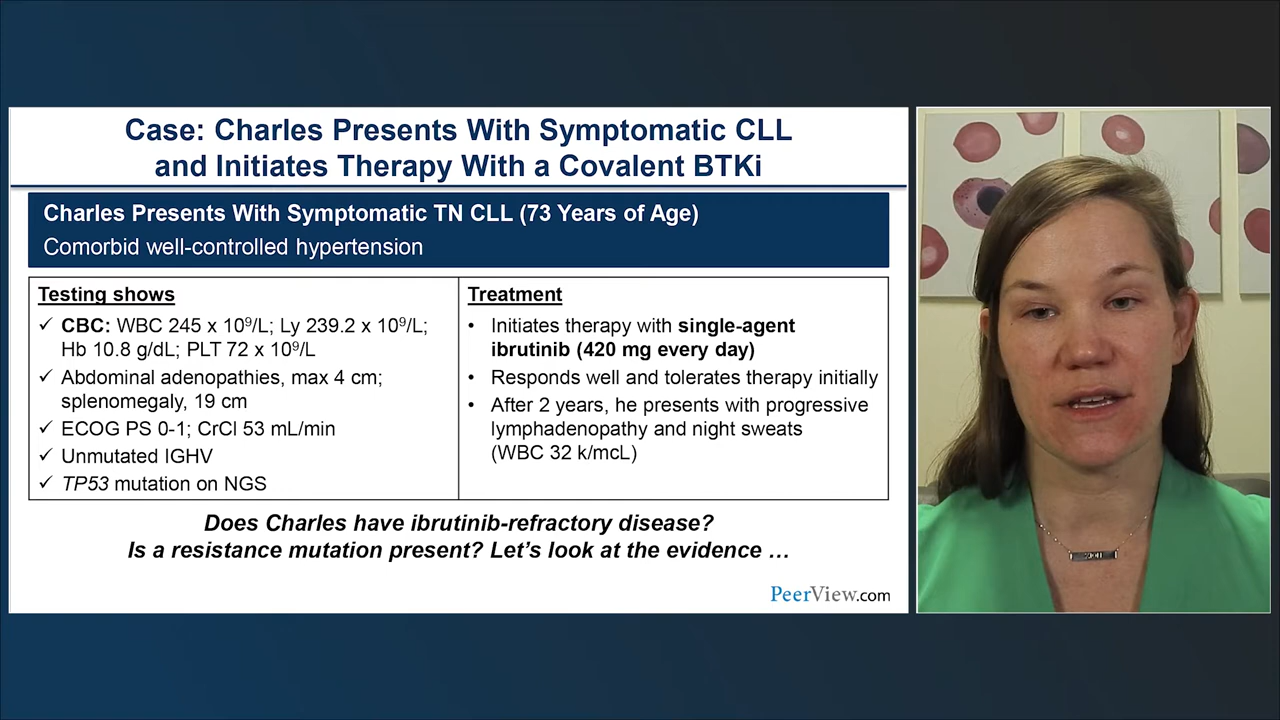 Case: Charles Presents With Symptomatic CLL
and Initiates Therapy With a Covalent BTKi
Charles Presents With Symptomatic TN CLL (73 Years of Age)
Comorbid well-controlled hypertension
Testing shows
✓ CBC: WBC 245 x 10⁹/L; Ly 239.2 x 10⁹/L;
Hb 10.8 g/dL; PLT 72 x 10⁹/L
✓ Abdominal adenopathies, max 4 cm;
splenomegaly, 19 cm
✓ ECOG PS 0-1; CrCl 53 mL/min
✓ Unmutated IGHV
✓ TP53 mutation on NGS
Treatment
• Initiates therapy with single-agent
ibrutinib (420 mg every day)
• Responds well and tolerates therapy initially
• After 2 years, he presents with progressive
lymphadenopathy and night sweats
(WBC 32 k/mcL)
Does Charles have ibrutinib-refractory disease?
Is a resistance mutation present? Let's look at the evidence …
PeerView.com